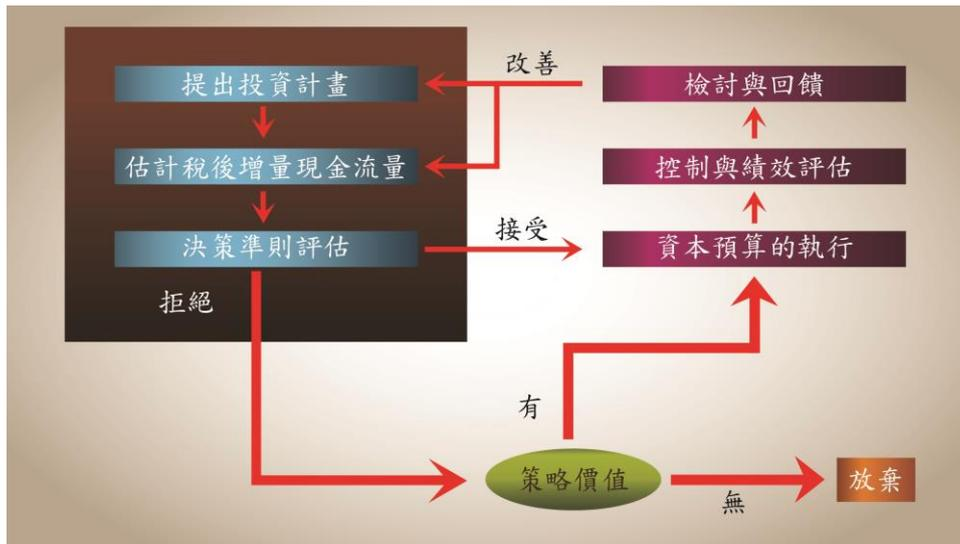 改善
提出投資計畫
檢討與回饋
估計稅後增量現金流量
控制與績效評估
接受
決策準則評估
資本預算的執行
拒絕
有
策略價值
放棄
無